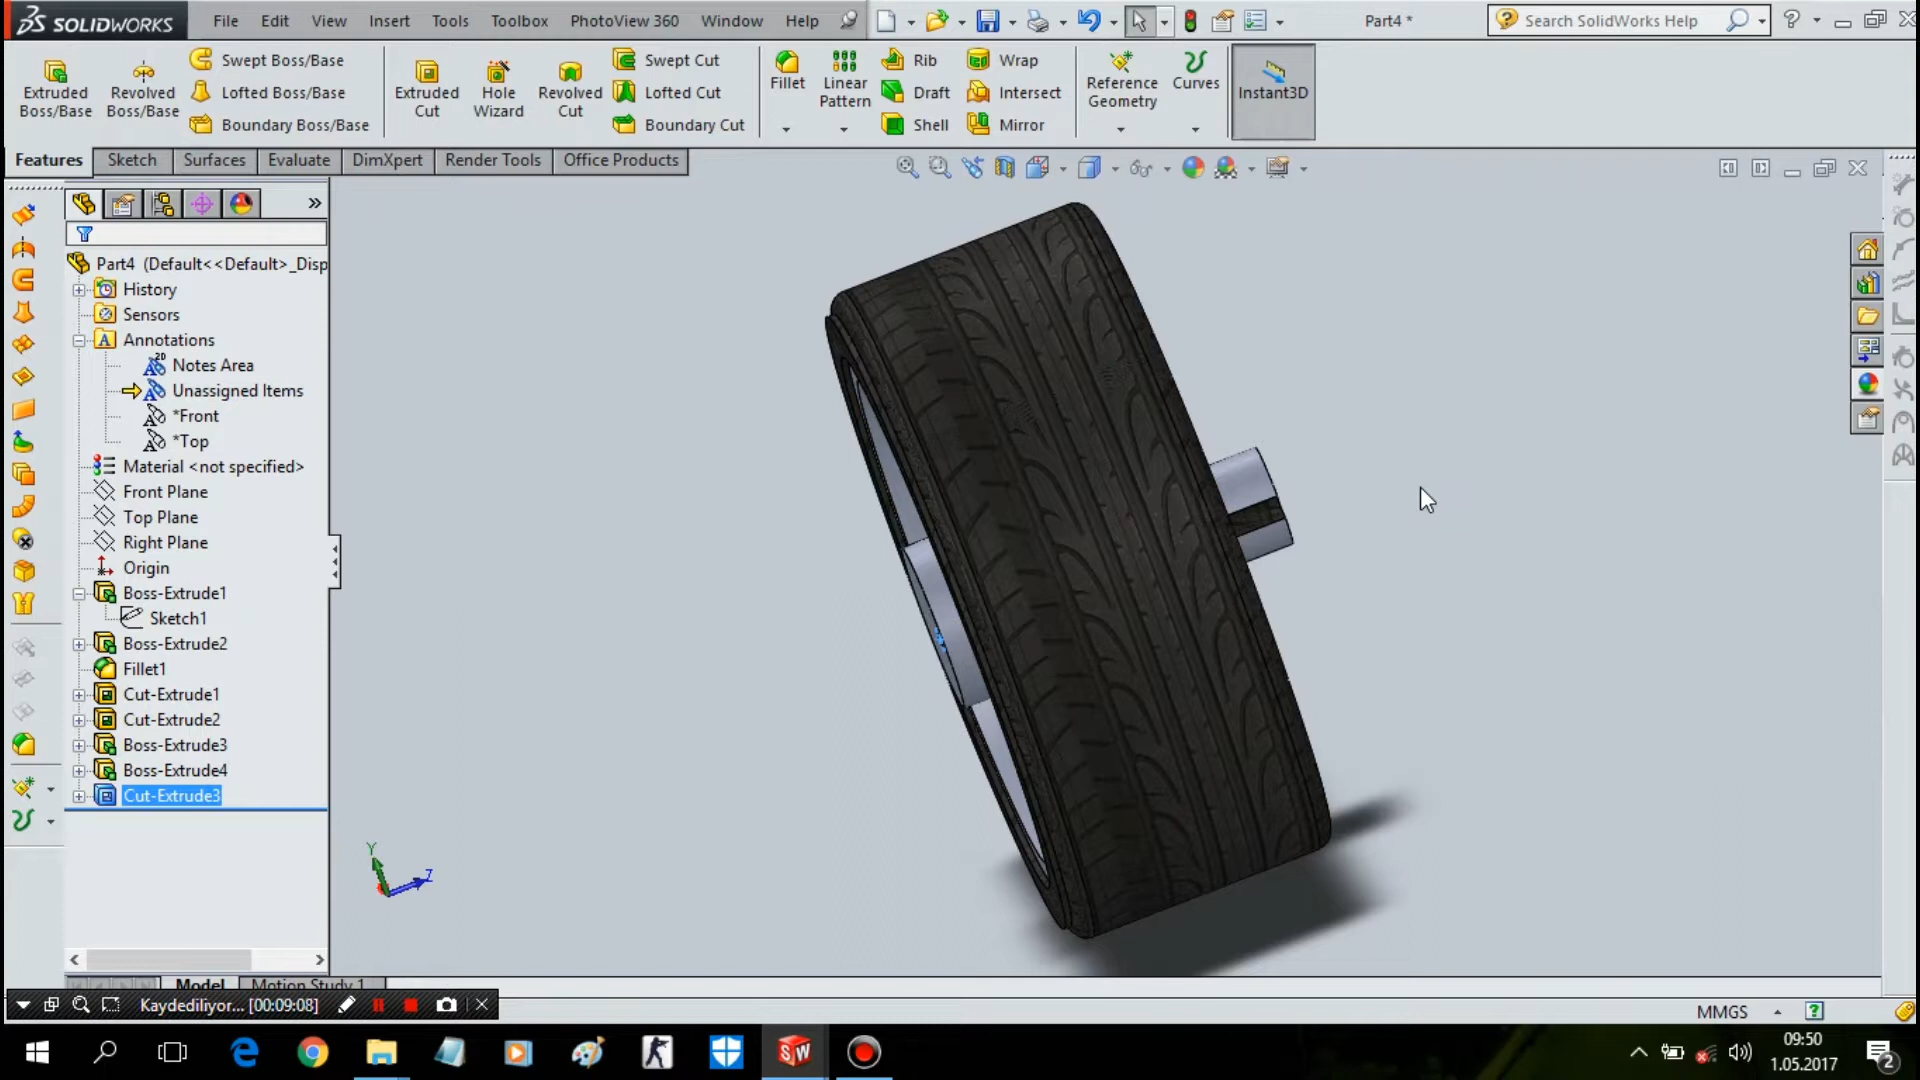 SOLIDWORKS File Edit View Insert Tools Toolbox PhotoView 360 Window Help Part4 * Search SolidWorks Help
Extruded Boss/Base
Revolved Boss/Base
Swept Boss/Base
Lofted Boss/Base
Boundary Boss/Base
Extruded Cut
Hole Wizard
Revolved Cut
Swept Cut
Lofted Cut
Boundary Cut
Fillet
Linear Pattern
Rib
Draft
Shell
Wrap
Intersect
Mirror
Reference Geometry
Curves
Instant3D
Features Sketch Surfaces Evaluate DimXpert Render Tools Office Products
Part4 (Default<<Default>_Disp
History
Sensors
Annotations
Notes Area
Unassigned Items
*Front
*Top
Material <not specified>
Front Plane
Top Plane
Right Plane
Origin
Boss-Extrude1
Sketch1
Boss-Extrude2
Fillet1
Cut-Extrude1
Cut-Extrude2
Boss-Extrude3
Boss-Extrude4
Cut-Extrude3
Y
Z
Model Motion Study 1
Kaydediliyor... [00:09:08]
MMGS
09:50
1.05.2017
2